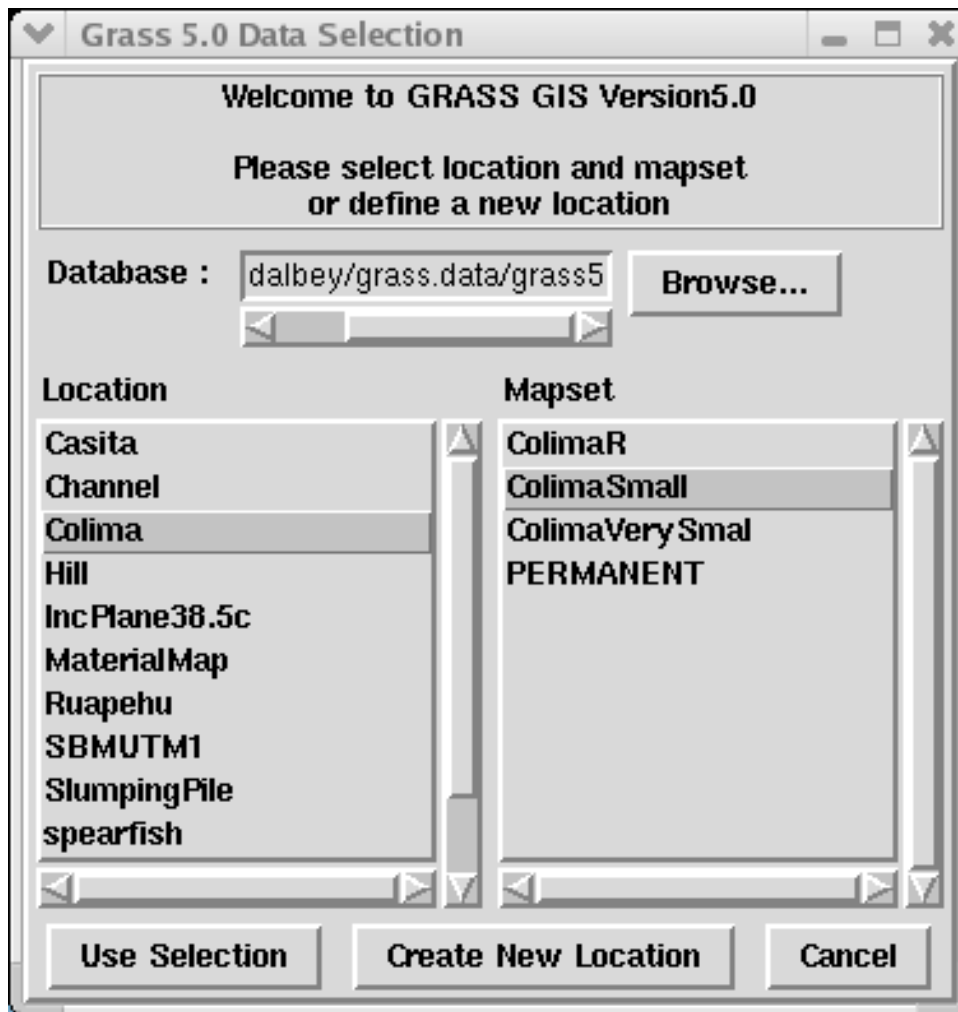 Grass 5.0 Data Selection
Welcome to GRASS GIS Version5.0
Please select location and mapset
or define a new location
Database :
dalbey/grass.data/grass5
Browse...
Location
Casita
Channel
Colima
Hill
IncPlane38.5c
MaterialMap
Ruapehu
SBMUTM1
SlumpingPile
spearfish
Mapset
ColimaR
ColimaSmall
ColimaVerySmal
PERMANENT
Use Selection
Create New Location
Cancel